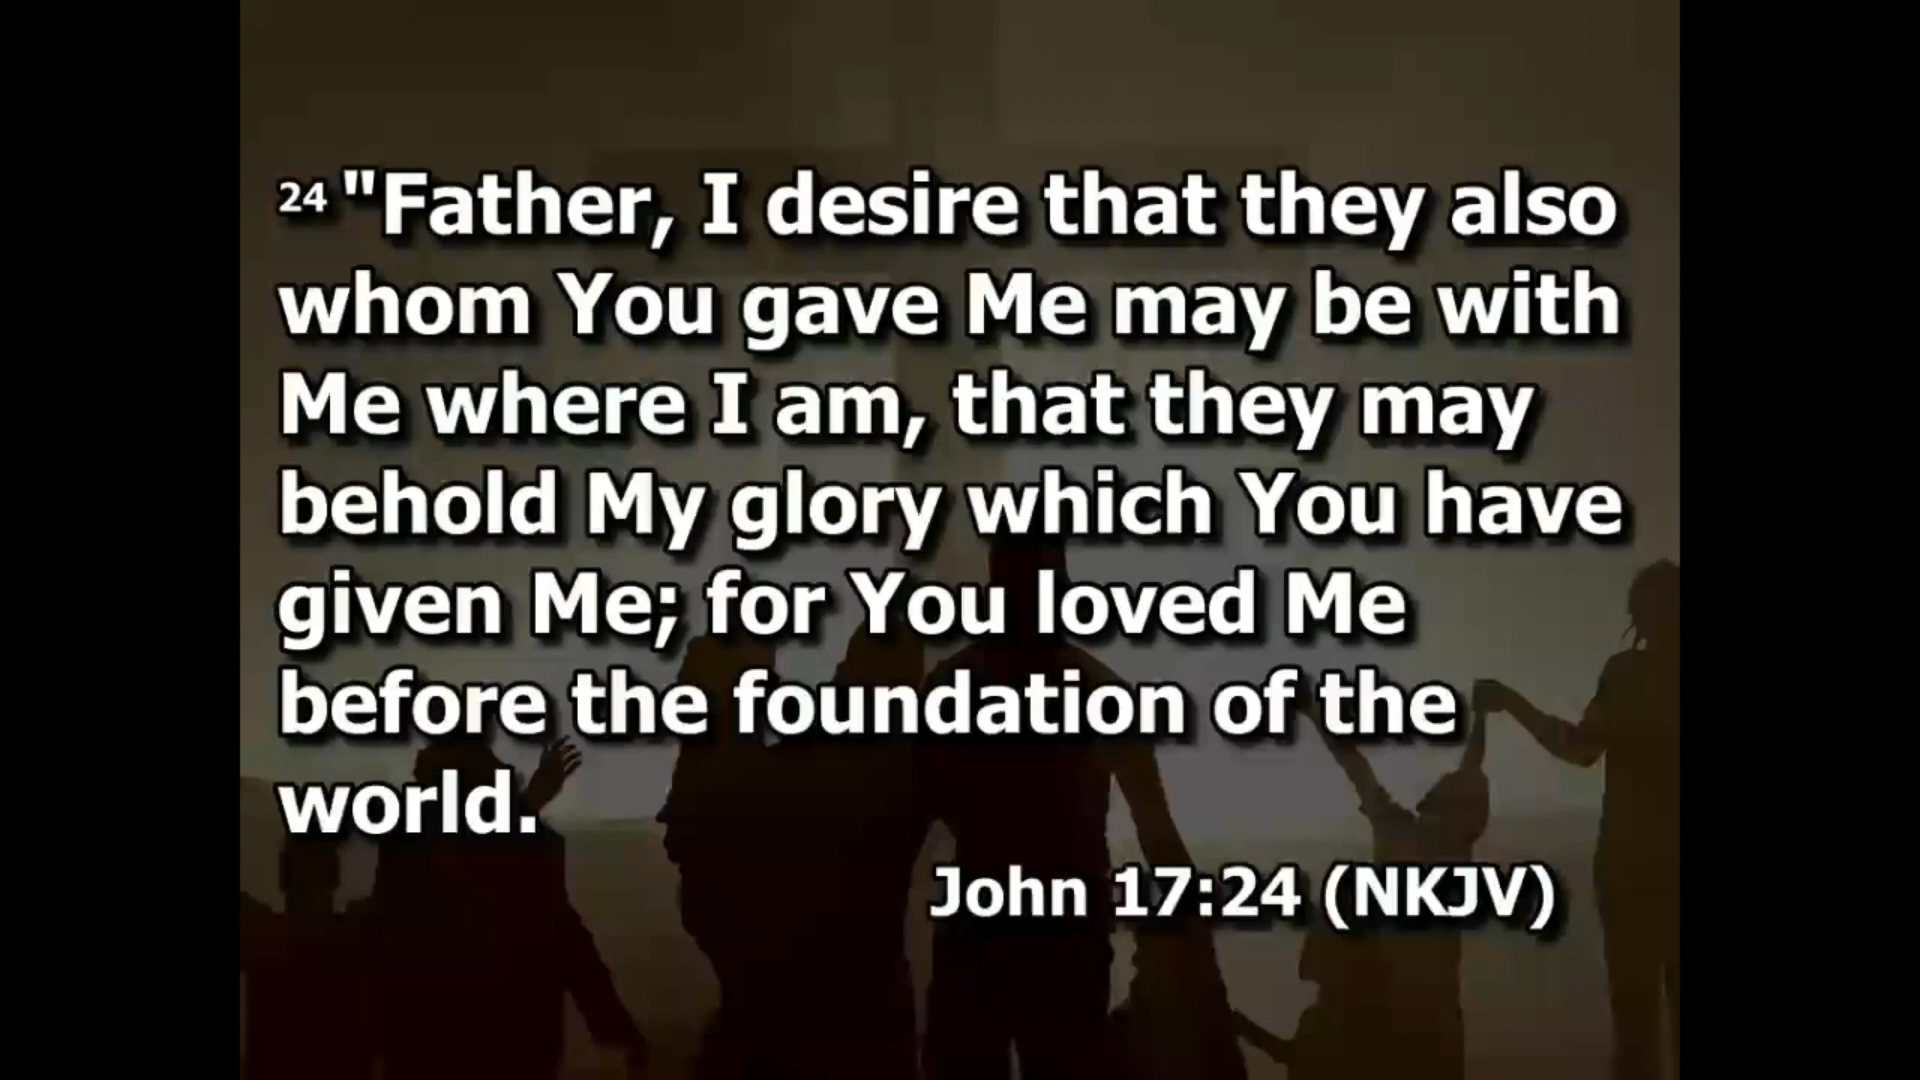 24 "Father, I desire that they also
whom You gave Me may be with
Me where I am, that they may
behold My glory which You have
given Me; for You loved Me
before the foundation of the
world.
John 17:24 (NKJV)